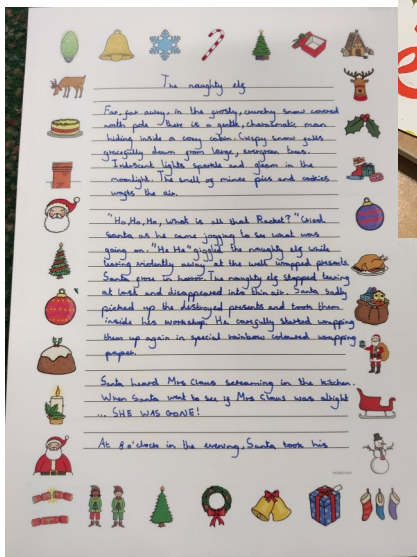 The naughty elf
Far, far away, in the frosty, crunchy snow covered
north pole there is a gentle, charismatic man
hiding inside a cozy cabin. Crispy snow falls
gracefully down from large, evergreen trees.
Iridescent lights sparkle and gleam in the
moonlight. The smell of mince pies and cookies
wafts the air.
"Ho, Ho, Ho, What is all that Racket?" Cried
Santa as he came jogging to see what was
going on. "He He" giggled the naughty elf while
tearing violently away at the well wrapped presents
Santa froze in horror. The naughty elf stopped tearing
at last and disappeared into thin air. Santa sadly
picked up the destroyed presents and took them
inside his workshop. He carefully started wrapping
them up again in special rainbow coloured wrapping
paper.
Santa heard Mrs Claus screaming in the kitchen.
When Santa went to see if Mrs Claus was alright
... SHE WAS GONE!
At 8 o'clock in the evening, Santa took his